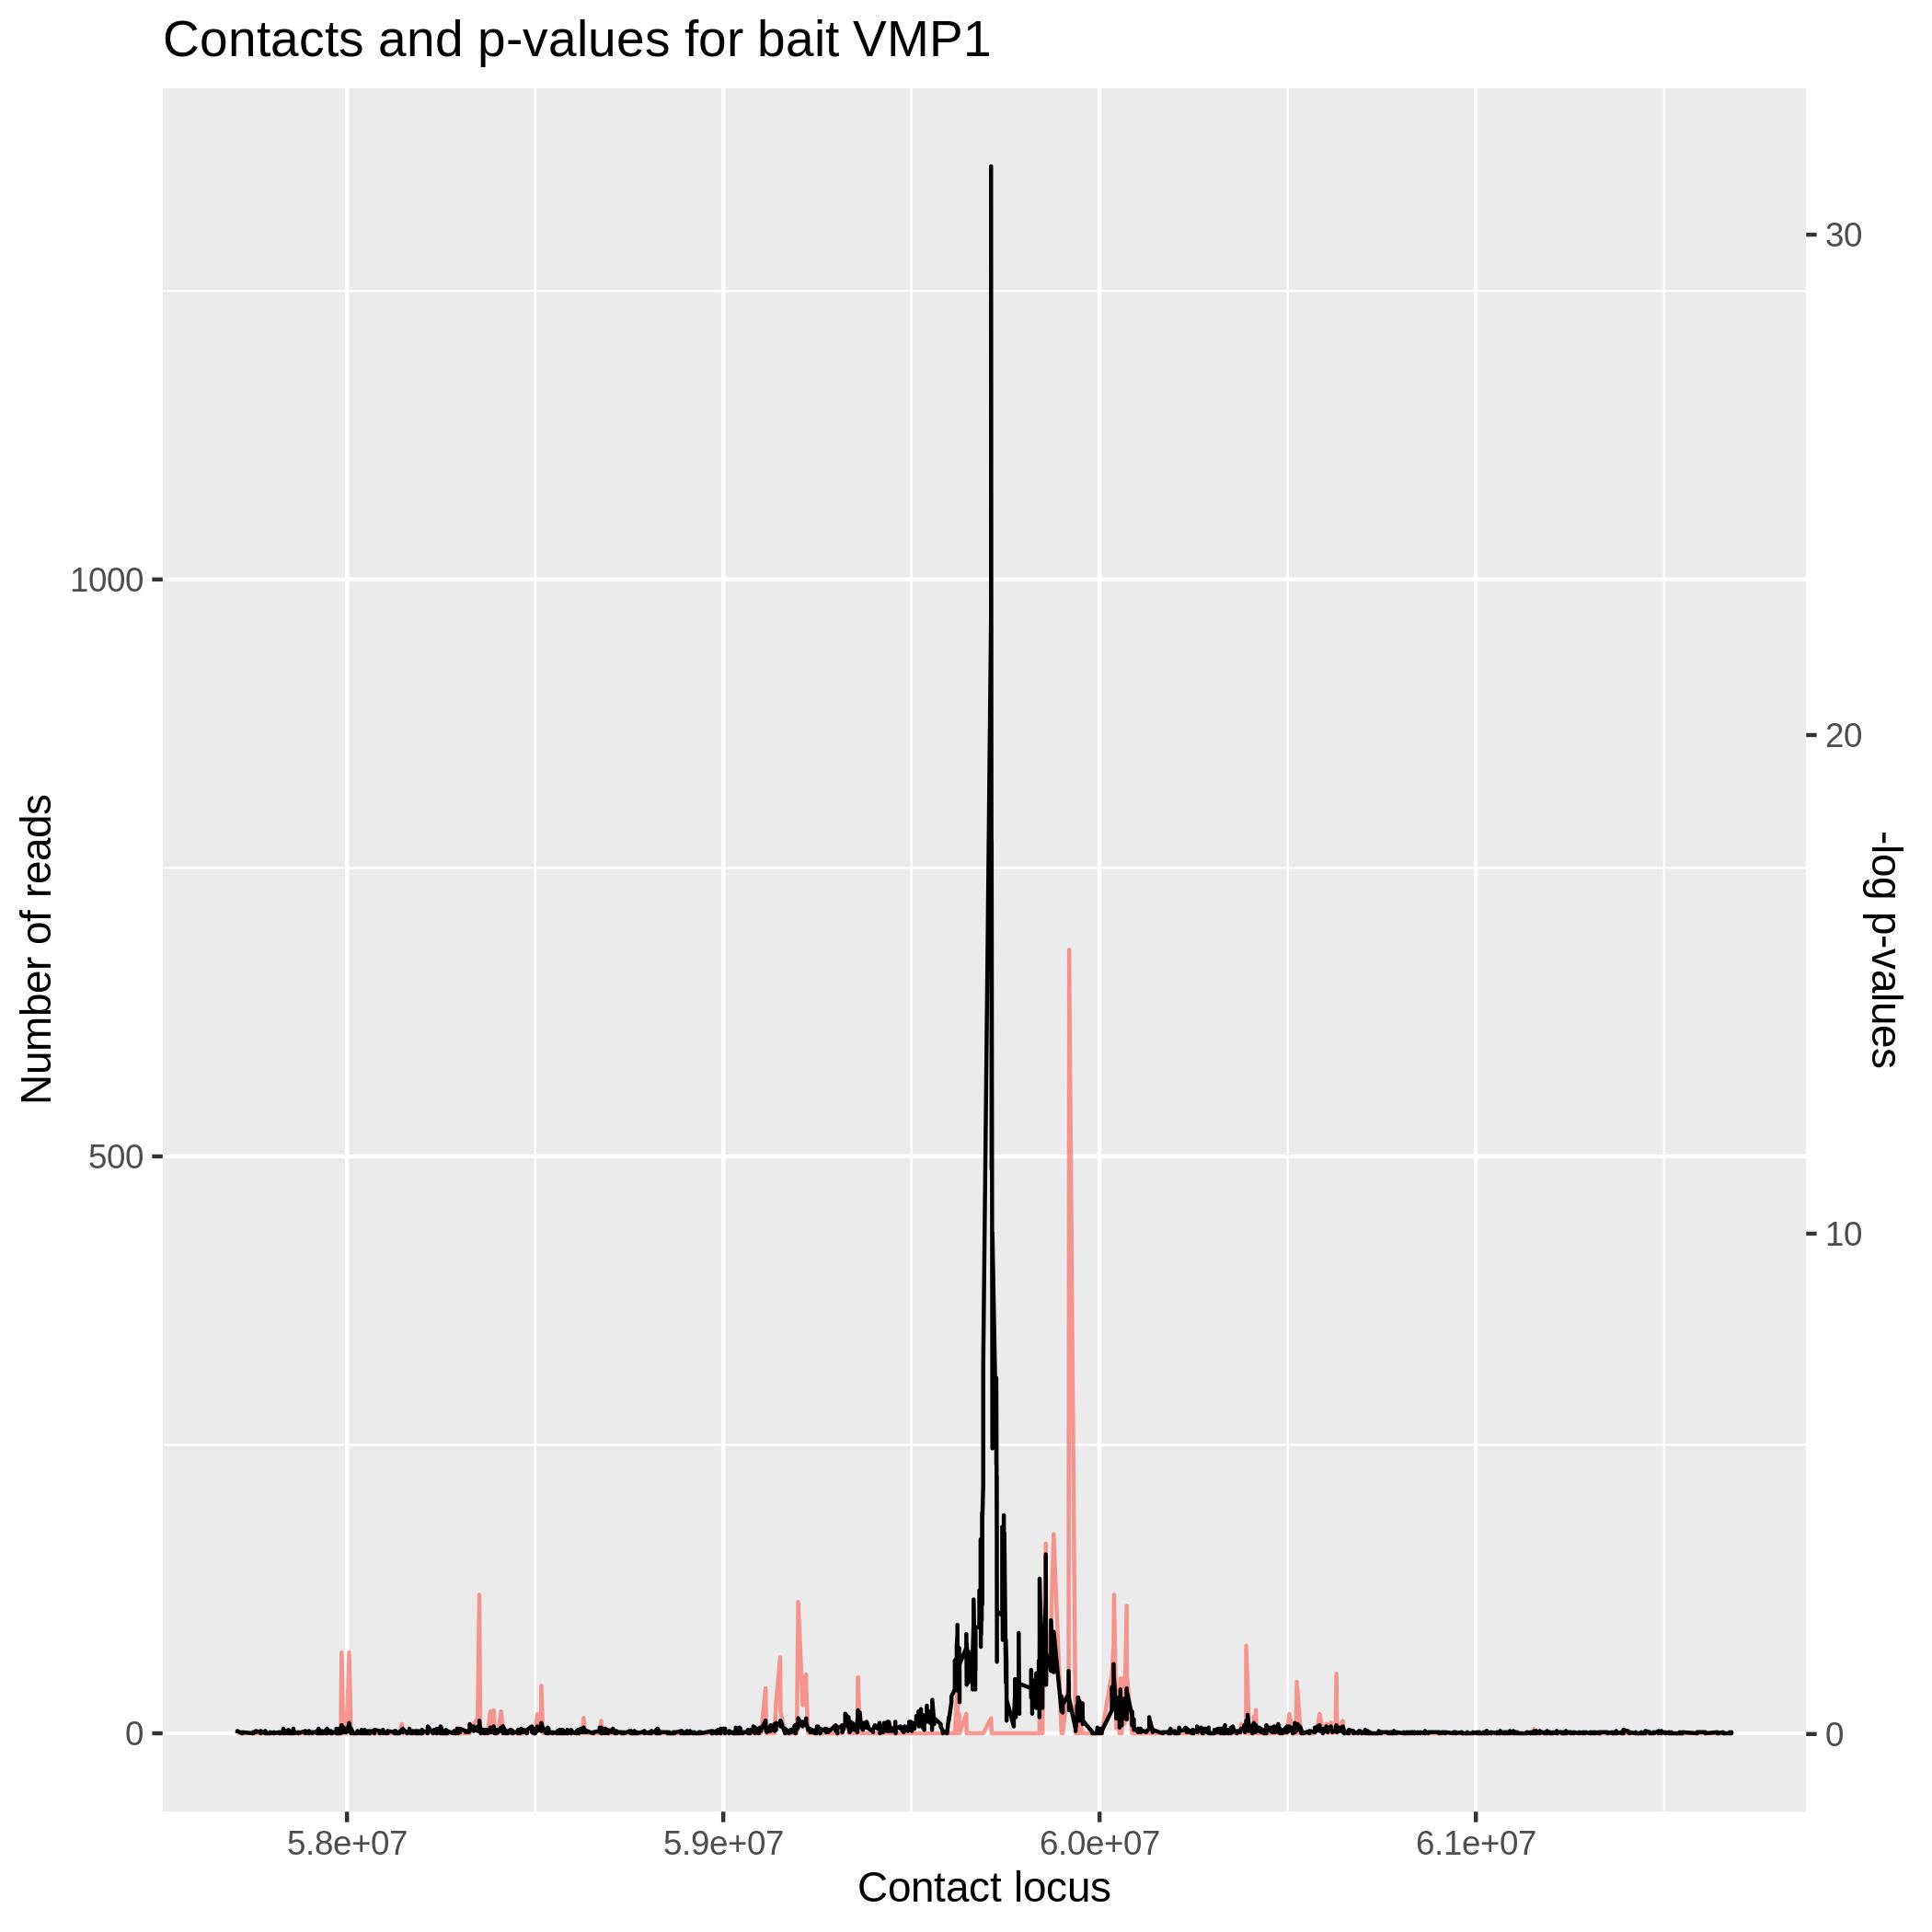 Contacts and p-values for bait VMP1
Number of reads
1000
500
0
30
20
10
0
-log p-values
5.8e+07
5.9e+07
6.0e+07
6.1e+07
Contact locus